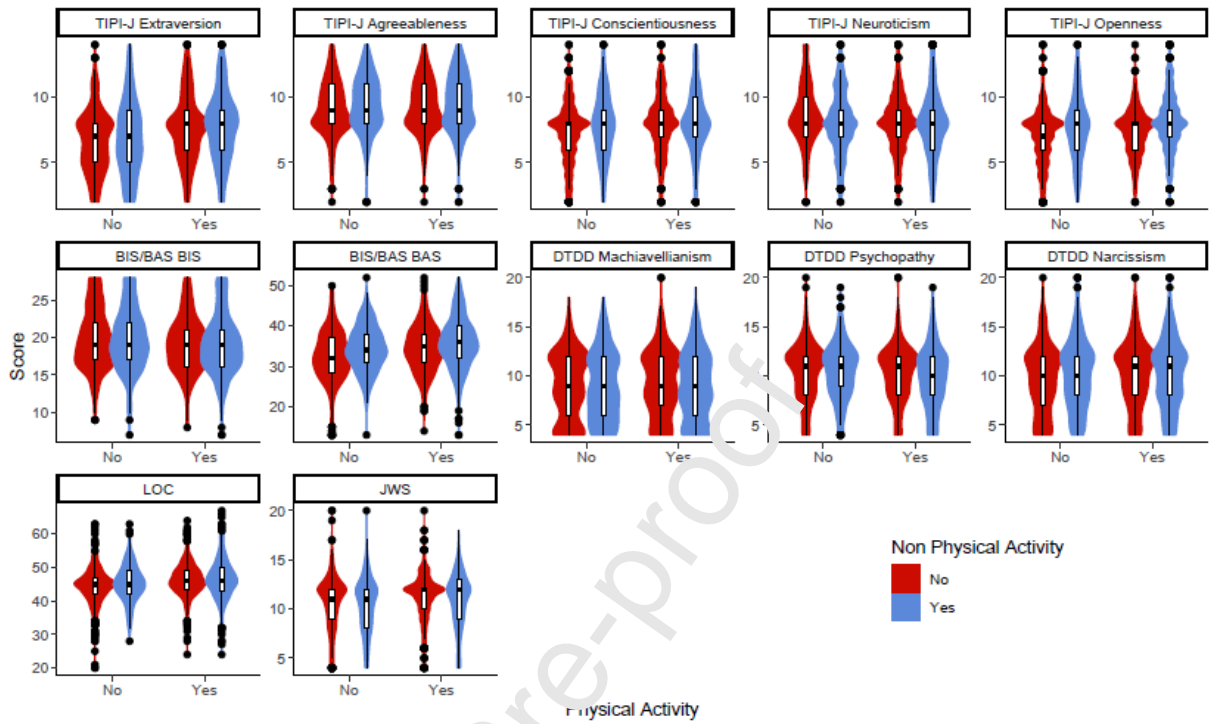 TIPI-J Extraversion TIPI-J Agreeableness TIPI-J Conscientiousness TIPI-J Neuroticism TIPI-J Openness
10 10 10 10 10
5 5 5 5 5
No Yes No Yes No Yes No Yes No Yes
BIS/BAS BIS BIS/BAS BAS DTDD Machiavellianism DTDD Psychopathy DTDD Narcissism
25 50 20 20 20
20 40 15 15 15
15 30 10 10 10
10 20 5 5 5
No Yes No Yes No Yes No Yes No Yes
Score
LOC JWS
60 20
50 15
40 10
30 5
20
No Yes No Yes
Non Physical Activity
No
Yes
Physical Activity
re-proof